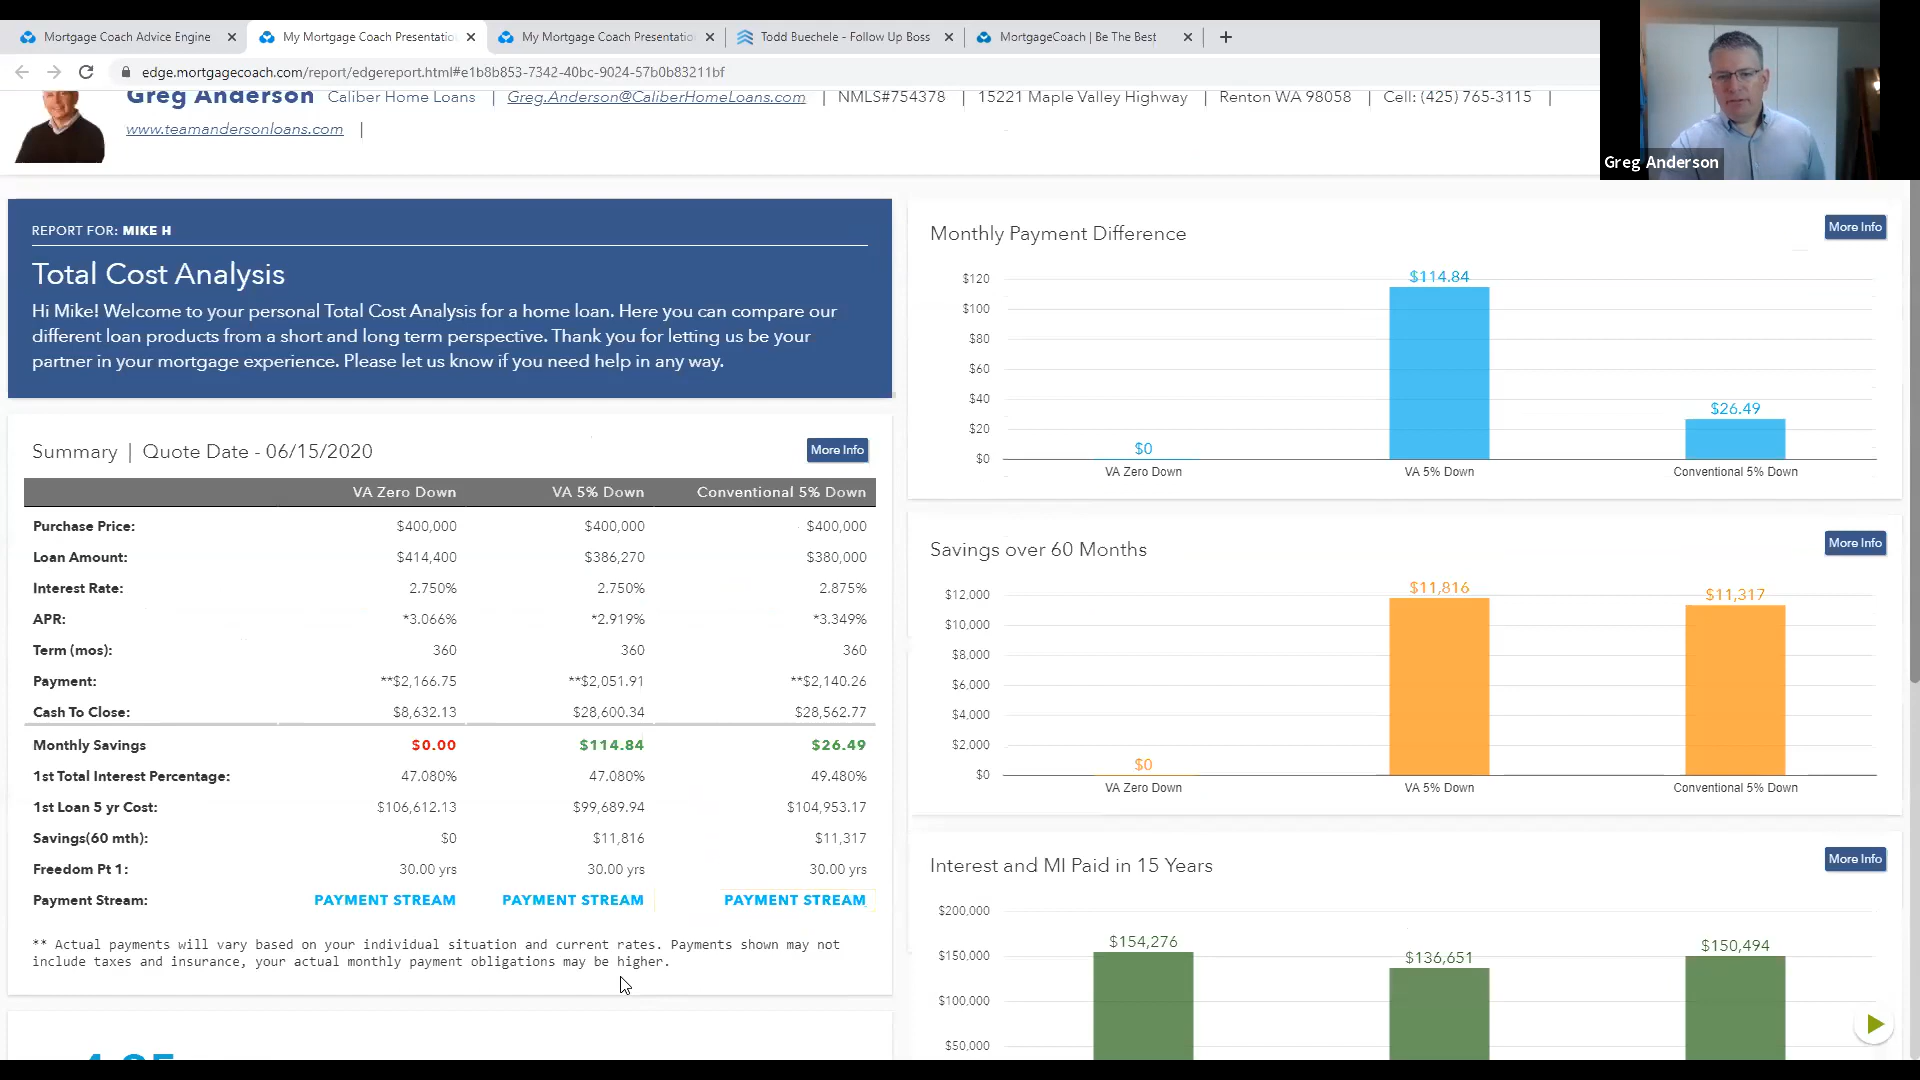 Mortgage Coach Advice Engine
My Mortgage Coach Presentatio
My Mortgage Coach Presentatio
Todd Buechele - Follow Up Boss
MortgageCoach | Be The Best
edge.mortgagecoach.com/report/edgereport.html#e1b8b853-7342-40bc-9024-57b0b83211bf
Greg Anderson Caliber Home Loans | Greg.Anderson@CaliberHomeLoans.com | NMLS#754378 | 15221 Maple Valley Highway | Renton WA 98058 | Cell: (425) 765-3115 |
www.teamandersonloans.com |
Greg Anderson
REPORT FOR: MIKE H
Total Cost Analysis
Hi Mike! Welcome to your personal Total Cost Analysis for a home loan. Here you can compare our
different loan products from a short and long term perspective. Thank you for letting us be your
partner in your mortgage experience. Please let us know if you need help in any way.
Summary | Quote Date - 06/15/2020 More Info
VA Zero Down VA 5% Down Conventional 5% Down
Purchase Price: $400,000 $400,000 $400,000
Loan Amount: $414,400 $386,270 $380,000
Interest Rate: 2.750% 2.750% 2.875%
APR: *3.066% *2.919% *3.349%
Term (mos): 360 360 360
Payment: **$2,166.75 **$2,051.91 **$2,140.26
Cash To Close: $8,632.13 $28,600.34 $28,562.77
Monthly Savings $0.00 $114.84 $26.49
1st Total Interest Percentage: 47.080% 47.080% 49.480%
1st Loan 5 yr Cost: $106,612.13 $99,689.94 $104,953.17
Savings(60 mth): $0 $11,816 $11,317
Freedom Pt 1: 30.00 yrs 30.00 yrs 30.00 yrs
Payment Stream: PAYMENT STREAM PAYMENT STREAM PAYMENT STREAM
** Actual payments will vary based on your individual situation and current rates. Payments shown may not
include taxes and insurance, your actual monthly payment obligations may be higher.
Monthly Payment Difference More Info
$120
$100
$80
$60
$40
$20
$0
$0 $114.84 $26.49
VA Zero Down VA 5% Down Conventional 5% Down
Savings over 60 Months More Info
$12,000
$10,000
$8,000
$6,000
$4,000
$2,000
$0
$0 $11,816 $11,317
VA Zero Down VA 5% Down Conventional 5% Down
Interest and MI Paid in 15 Years More Info
$200,000
$150,000
$100,000
$50,000
$154,276 $136,651 $150,494